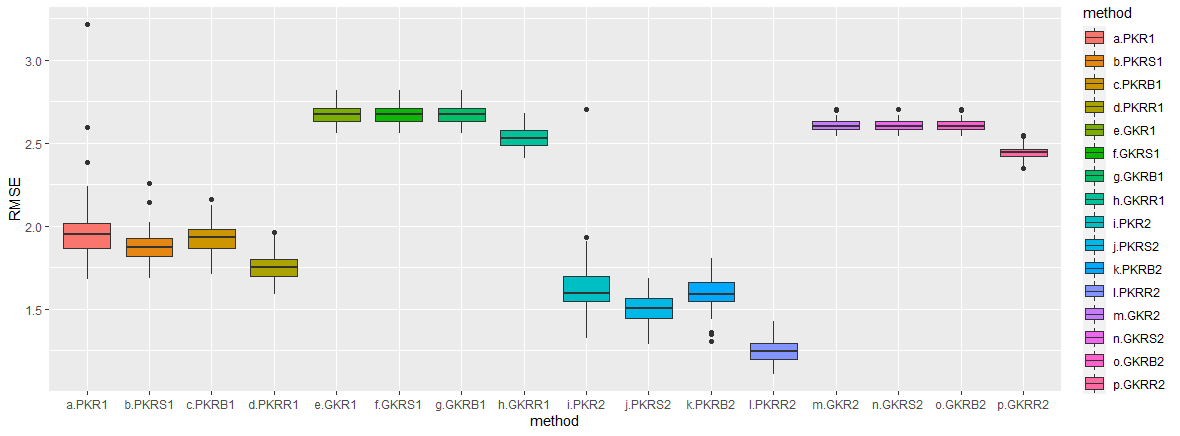 RMSE
3.0
2.5
2.0
1.5
a.PKR1 b.PKRS1 c.PKRB1 d.PKRR1 e.GKR1 f.GKRS1 g.GKRB1 h.GKRR1 i.PKR2 j.PKRS2 k.PKRB2 l.PKRR2 m.GKR2 n.GKRS2 o.GKRB2 p.GKRR2
method
method
a.PKR1
b.PKRS1
c.PKRB1
d.PKRR1
e.GKR1
f.GKRS1
g.GKRB1
h.GKRR1
i.PKR2
j.PKRS2
k.PKRB2
l.PKRR2
m.GKR2
n.GKRS2
o.GKRB2
p.GKRR2